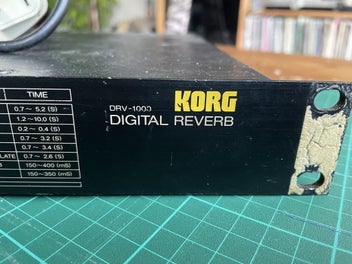 TIME
0.7～ 5.2 (S)
1.2～10.0 (S)
0.2～ 0.4 (S)
0.7～ 3.2 (S)
0.7～ 3.4 (S)
LATE 0.7～ 2.6 (S)
150～400 (mS)
150～350 (mS)
KORG
DRV-1000
DIGITAL REVERB